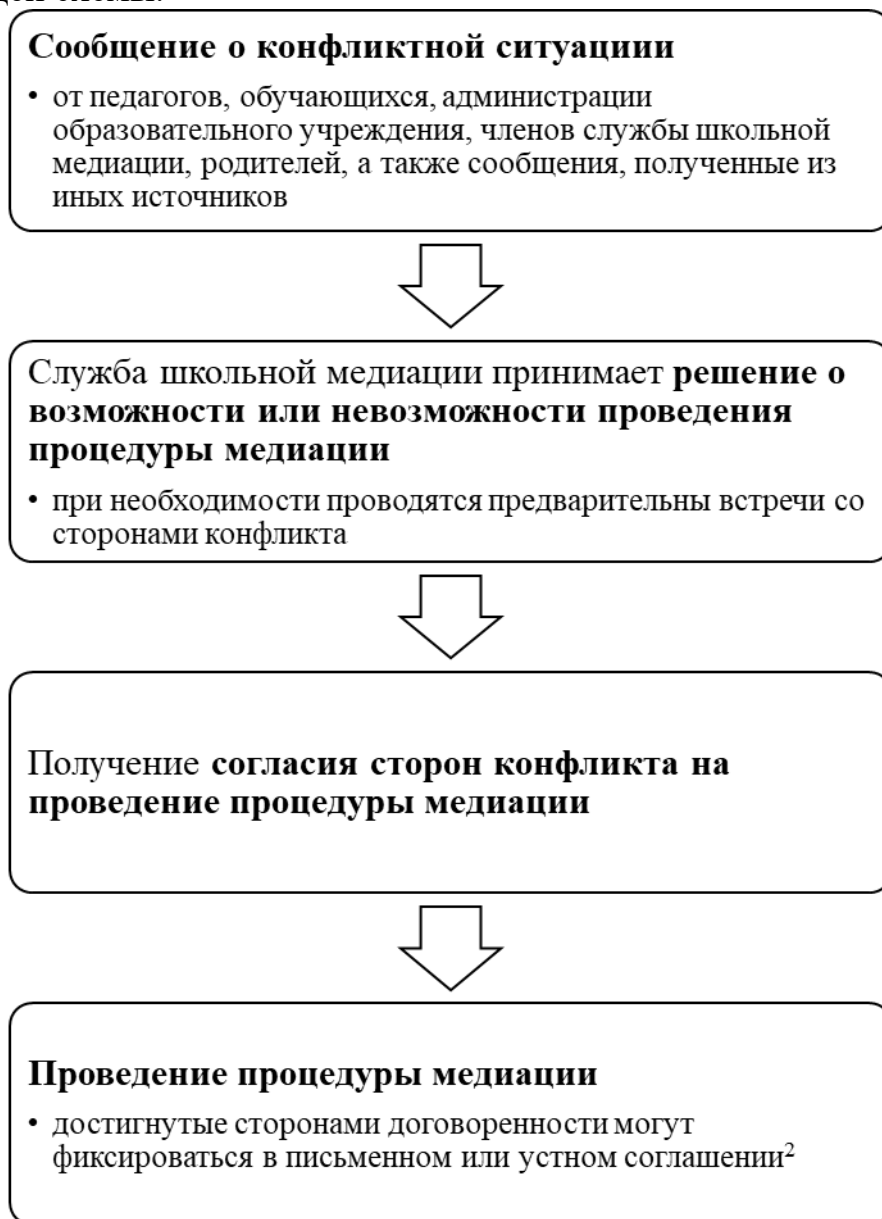 Сообщение о конфликтной ситуациии
• от педагогов, обучающихся, администрации
образовательного учреждения, членов службы школьной
медиации, родителей, а также сообщения, полученные из
иных источников
Служба школьной медиации принимает решение о
возможности или невозможности проведения
процедуры медиации
• при необходимости проводятся предварительны встречи со
сторонами конфликта
Получение согласия сторон конфликта на
проведение процедуры медиации
Проведение процедуры медиации
• достигнутые сторонами договоренности могут
фиксироваться в письменном или устном соглашении²